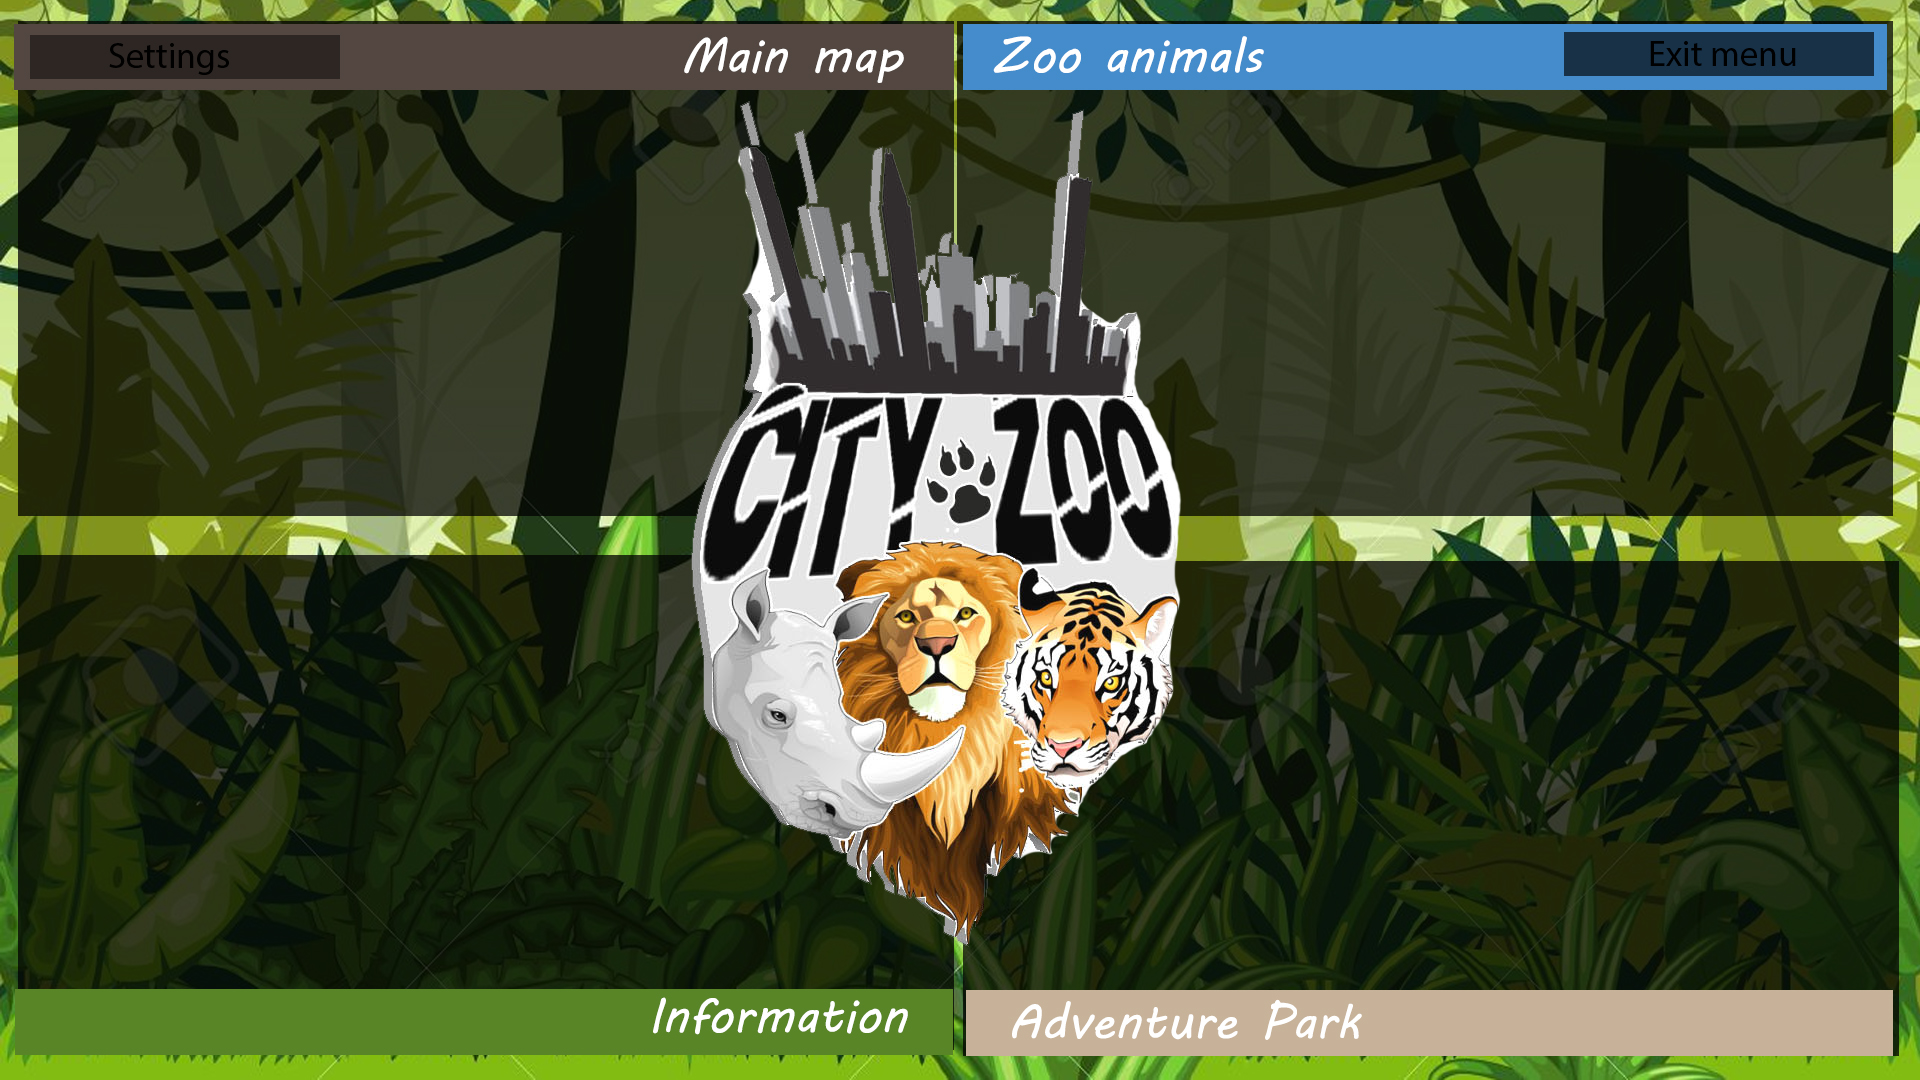 Settings
Main map
Zoo animals
Exit menu
CITY ZOO
Information
Adventure Park